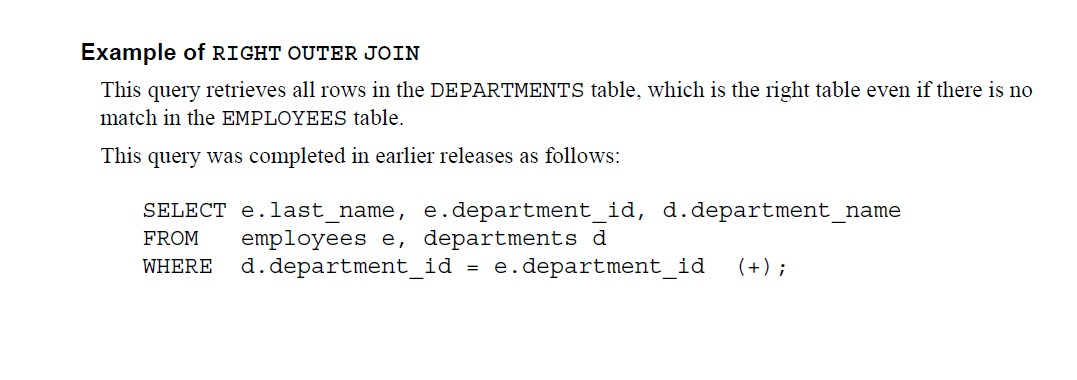 Example of RIGHT OUTER JOIN
This query retrieves all rows in the DEPARTMENTS table, which is the right table even if there is no
match in the EMPLOYEES table.
This query was completed in earlier releases as follows:
SELECT e.last_name, e.department_id, d.department_name
FROM employees e, departments d
WHERE d.department_id = e.department_id (+);